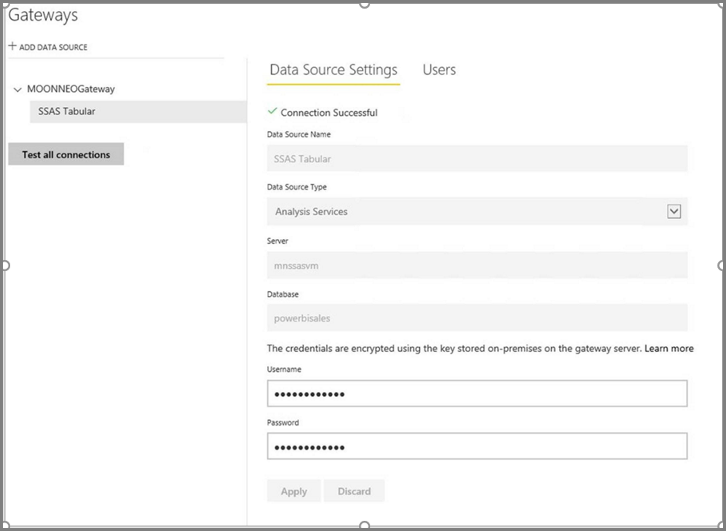 Gateways
+ ADD DATA SOURCE
MOONNEOGateway
SSAS Tabular
Test all connections
Data Source Settings Users
Connection Successful
Data Source Name
SSAS Tabular
Data Source Type
Analysis Services
Server
mnssasvm
Database
powerbisales
The credentials are encrypted using the key stored on-premises on the gateway server. Learn more
Username
••••••••••••
Password
••••••••••••
Apply Discard